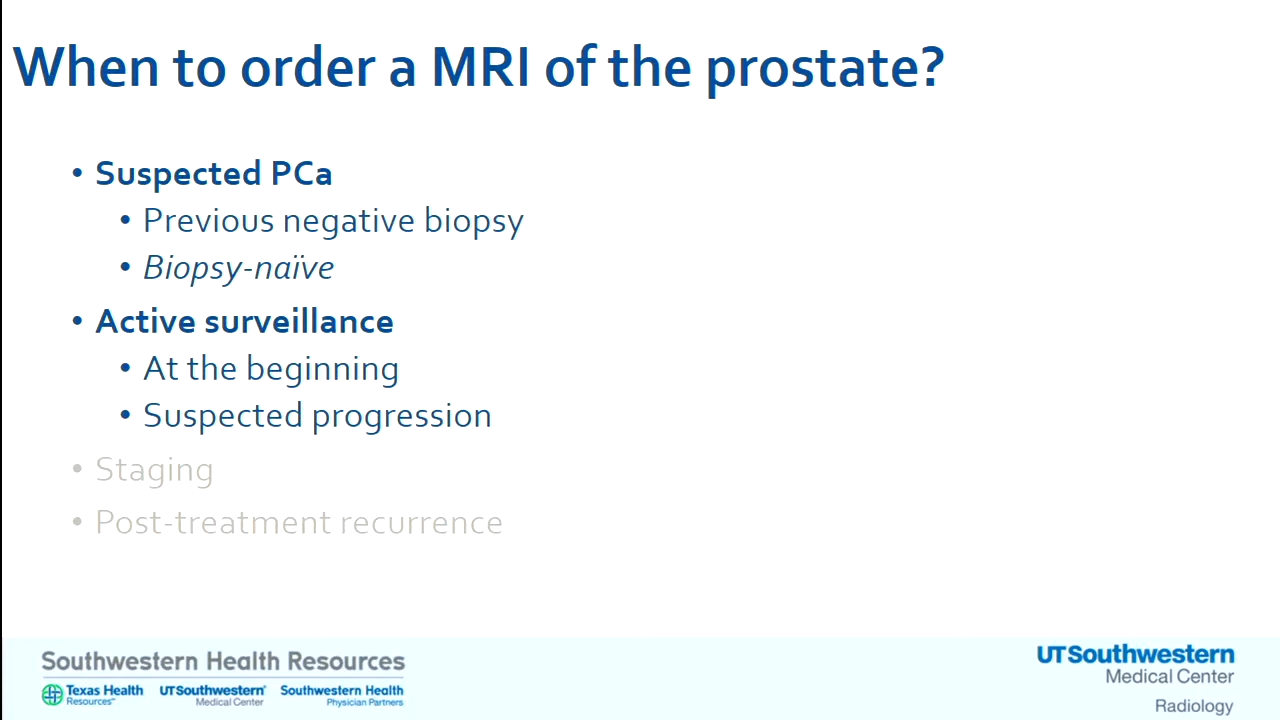 When to order a MRI of the prostate?
• Suspected PCa
• Previous negative biopsy
• Biopsy-naïve
• Active surveillance
• At the beginning
• Suspected progression
• Staging
• Post-treatment recurrence
Southwestern Health Resources
Texas Health Resources
UTSouthwestern Medical Center
Southwestern Health Physician Partners
UTSouthwestern
Medical Center
Radiology